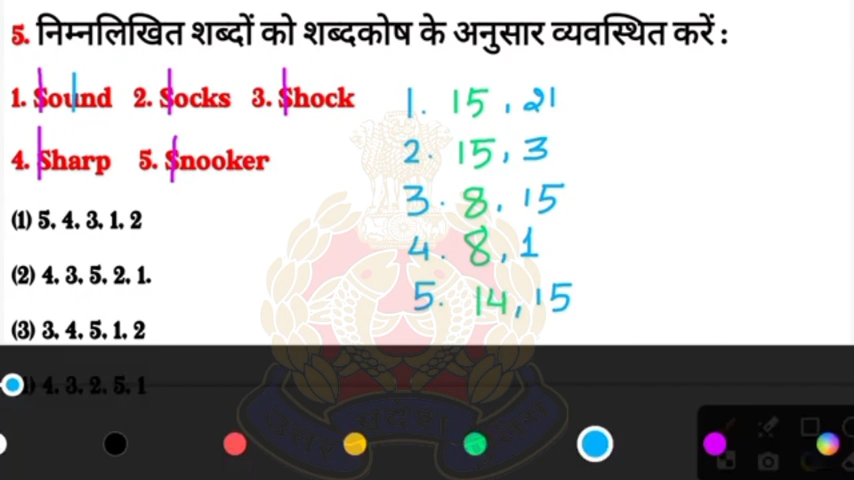 5. निम्नलिखित शब्दों को शब्दकोष के अनुसार व्यवस्थित करें :
1. Sound 2. Socks 3. Shock
4. Sharp 5. Snooker
(1) 5. 4. 3. 1. 2
(2) 4. 3. 5. 2. 1.
(3) 3. 4. 5. 1. 2
4. 3. 2. 5. 1
1. 15, 21
2. 15, 3
3. 8, 15
4. 8, 1
5. 14, 15